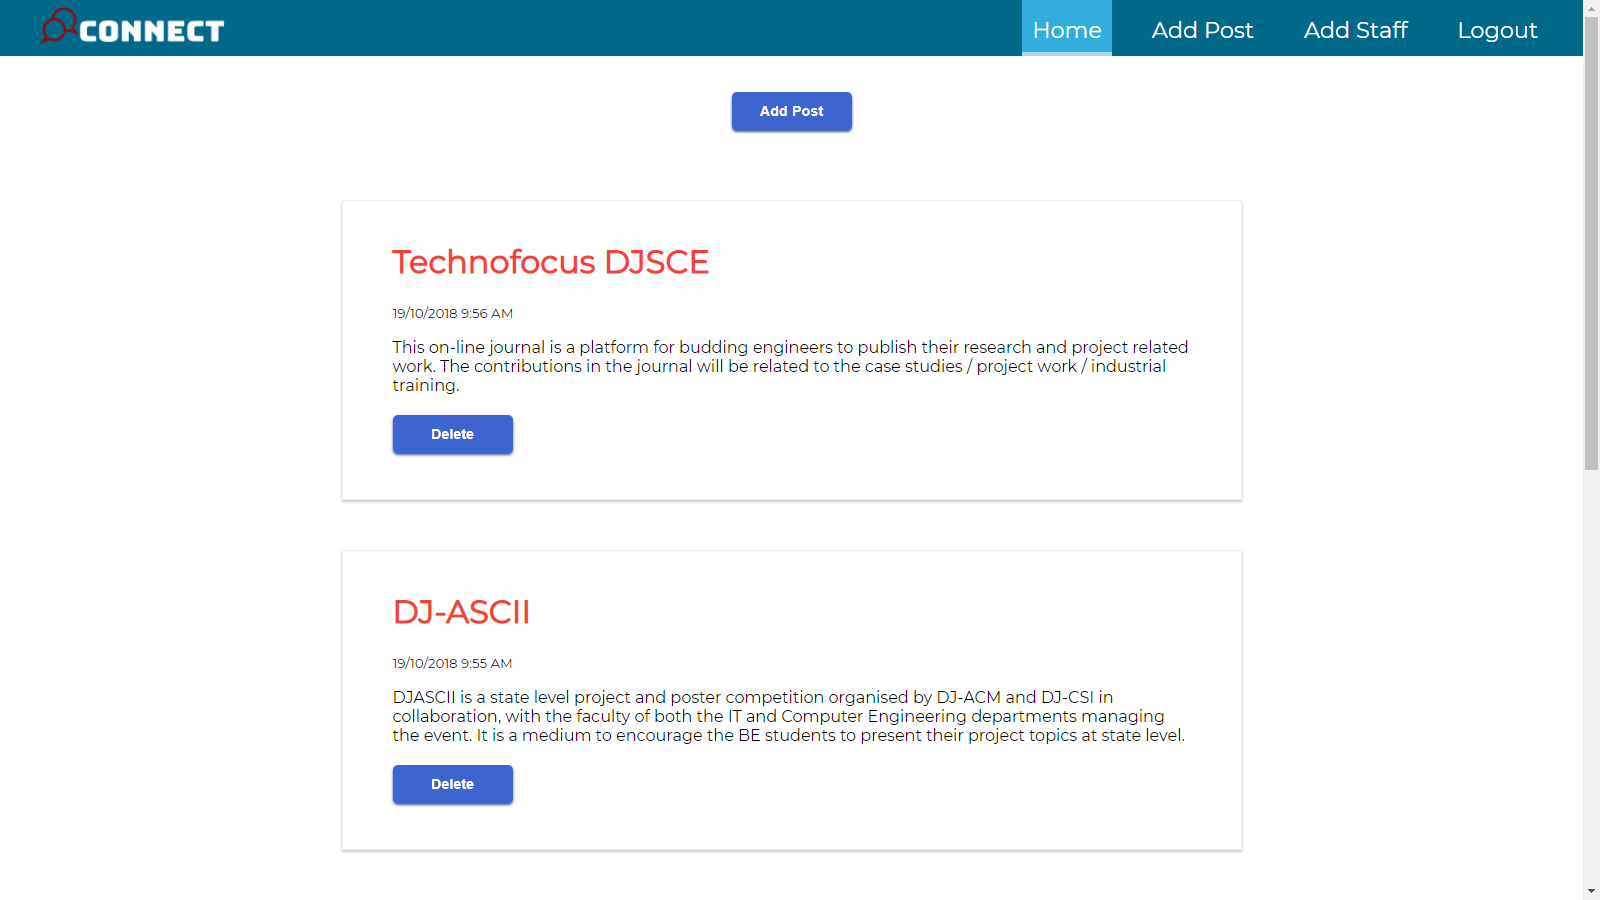 CONNECT
Home
Add Post
Add Staff
Logout
Add Post
Technofocus DJSCE
19/10/2018 9:56 AM
This on-line journal is a platform for budding engineers to publish their research and project related
work. The contributions in the journal will be related to the case studies / project work / industrial
training.
Delete
DJ-ASCII
19/10/2018 9:55 AM
DJASCII is a state level project and poster competition organised by DJ-ACM and DJ-CSI in
collaboration, with the faculty of both the IT and Computer Engineering departments managing
the event. It is a medium to encourage the BE students to present their project topics at state level.
Delete